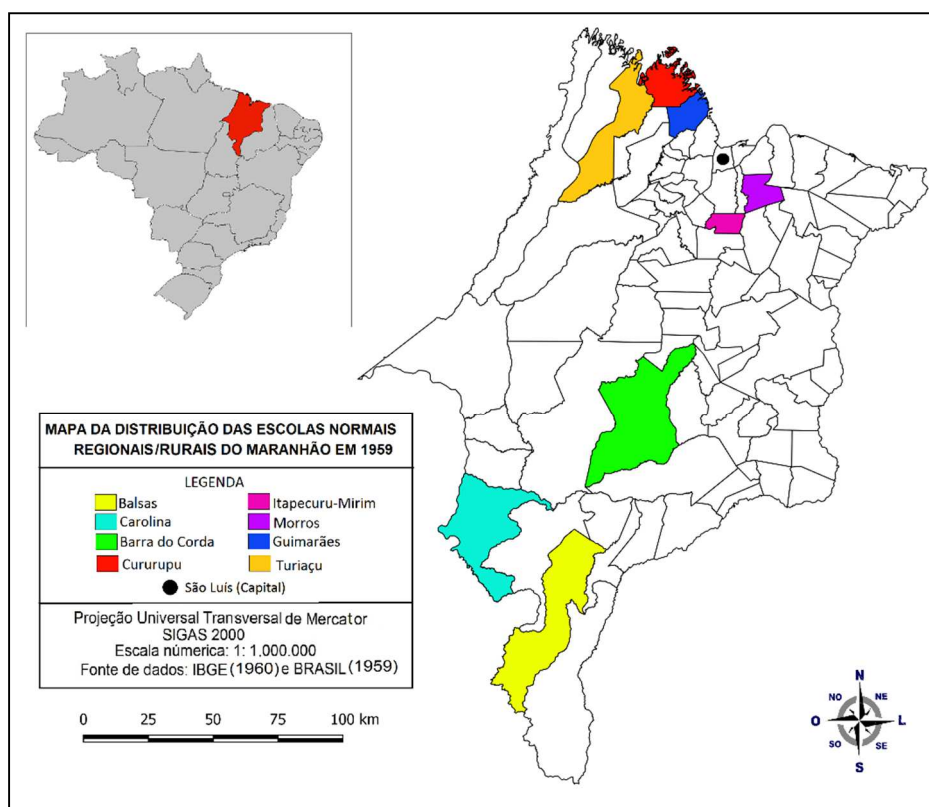 MAPA DA DISTRIBUIÇÃO DAS ESCOLAS NORMAIS
REGIONAIS/RURAIS DO MARANHÃO EM 1959
LEGENDA
Balsas
Carolina
Barra do Corda
Cururupu
Itapecuru-Mirim
Morros
Guimarães
Turiaçu
São Luís (Capital)
Projeção Universal Transversal de Mercator
SIGAS 2000
Escala númerica: 1: 1,000.000
Fonte de dados: IBGE (1960) e BRASIL (1959)
0 25 50 75 100 km
N
NO NE
O L
SO SE
S